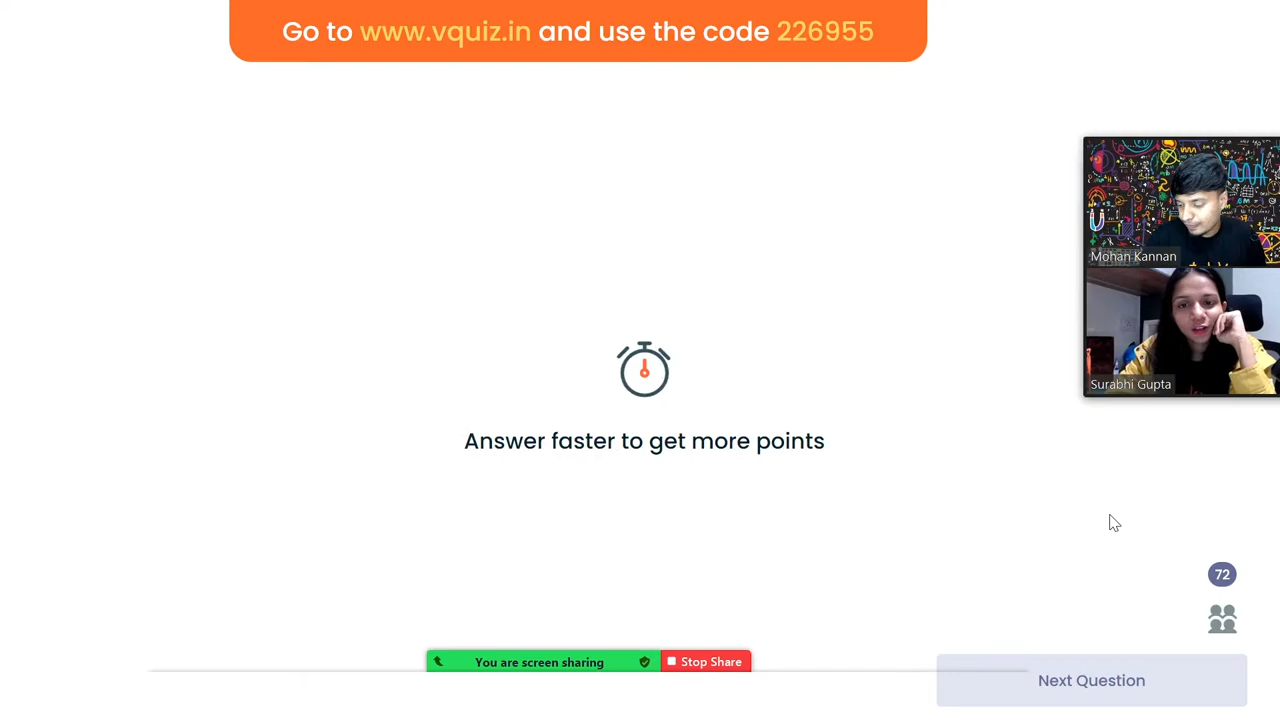 Go to www.vquiz.in and use the code 226955
Mohan Kannan
Surabhi Gupta
Answer faster to get more points
72
You are screen sharing
Stop Share
Next Question